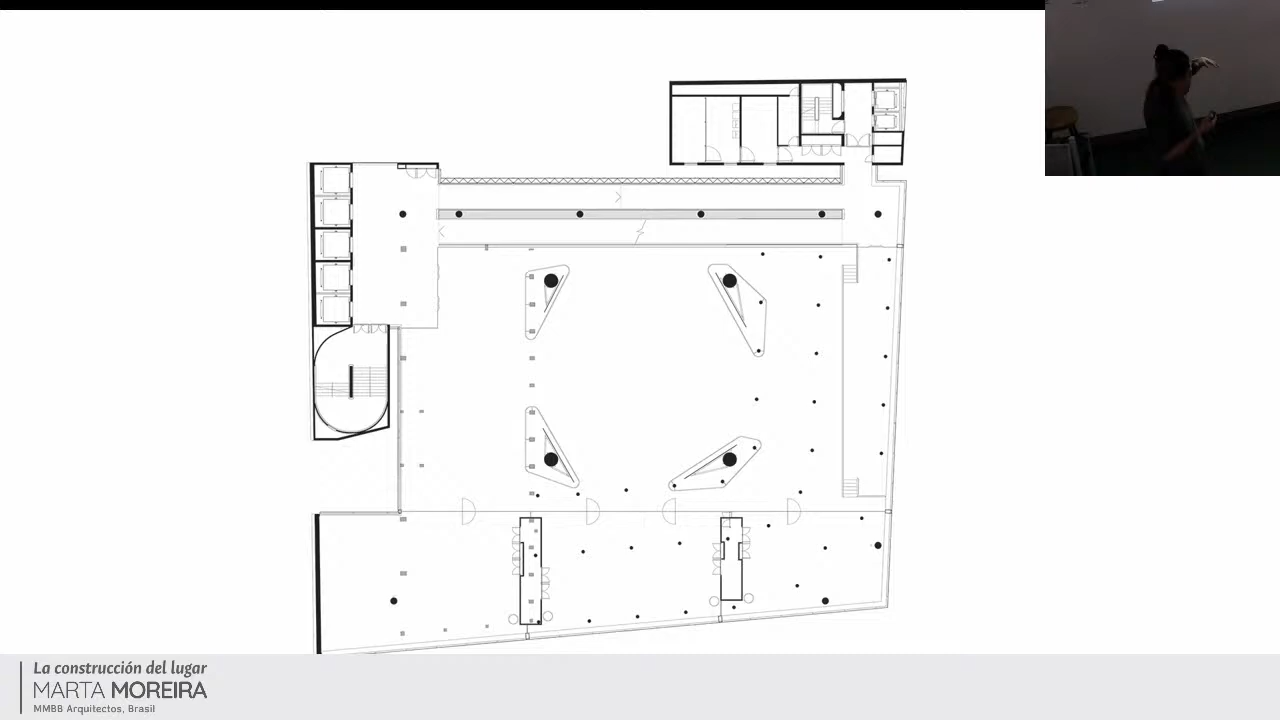 La construcción del lugar
MARTA MOREIRA
MMBB Arquitectos, Brasil